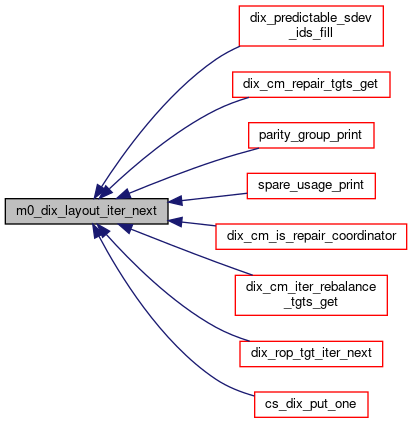 dix_predictable_sdev
_ids_fill
dix_cm_repair_tgts_get
parity_group_print
spare_usage_print
m0_dix_layout_iter_next
dix_cm_is_repair_coordinator
dix_cm_iter_rebalance
_tgts_get
dix_rop_tgt_iter_next
cs_dix_put_one